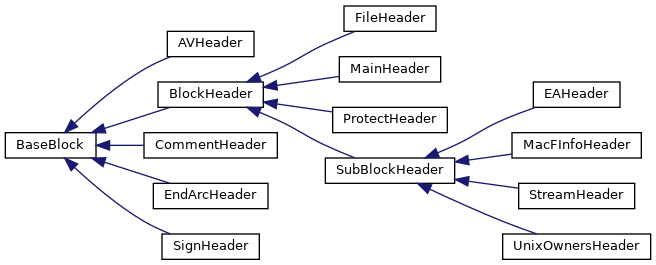 BaseBlock
AVHeader
BlockHeader
CommentHeader
EndArcHeader
SignHeader
FileHeader
MainHeader
ProtectHeader
SubBlockHeader
EAHeader
MacFInfoHeader
StreamHeader
UnixOwnersHeader